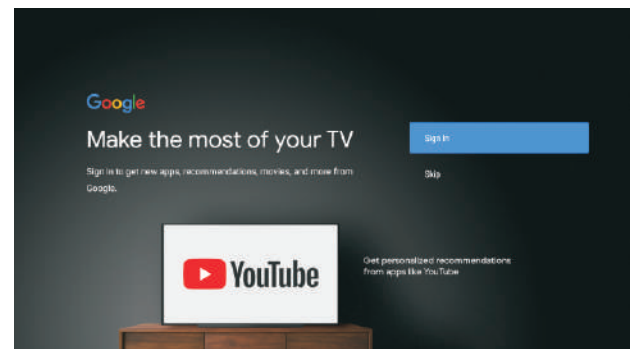 Google
Make the most of your TV
Sign in to get new apps, recommendations, movies, and more from
Google.
Sign In
Skip
YouTube
Get personalized recommendations
from apps like YouTube